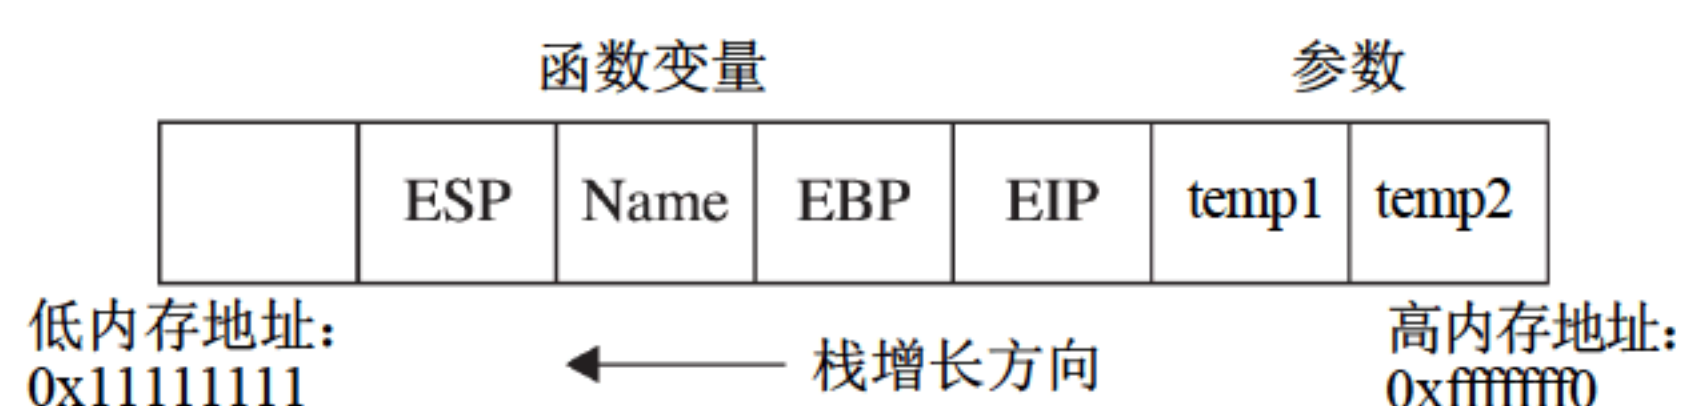 函数变量 参数
ESP Name EBP EIP temp1 temp2
低内存地址： 高内存地址：
0x11111111 栈增长方向 0xfffffff0